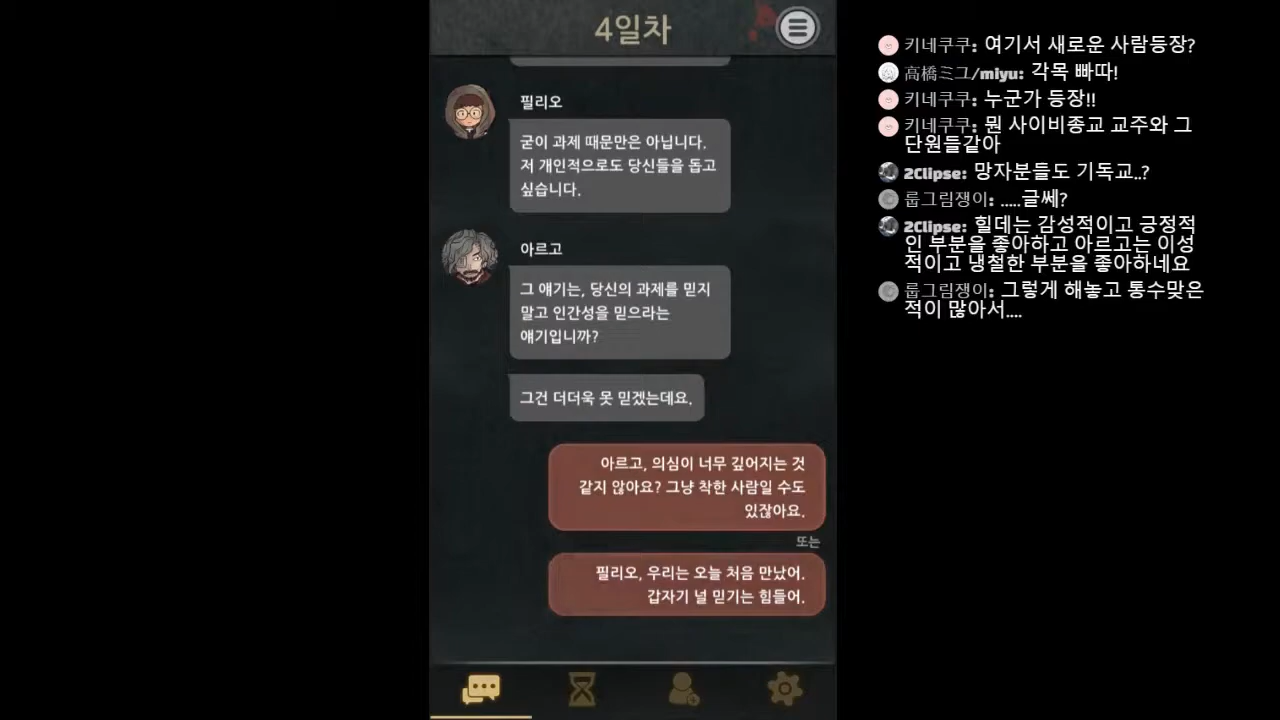 4일차
필리오
굳이 과제 때문만은 아닙니다.
저 개인적으로도 당신들을 돕고
싶습니다.
아르고
그 얘기는, 당신의 과제를 믿지
말고 인간성을 믿으라는
얘기입니까?
그건 더더욱 못 믿겠는데요.
아르고, 의심이 너무 깊어지는 것
같지 않아요? 그냥 착한 사람일 수도
있잖아요.
또는
필리오, 우리는 오늘 처음 만났어.
갑자기 널 믿기는 힘들어.
키네쿠쿠: 여기서 새로운 사람등장?
高橋ミグ/miyu: 각목 빠따!
키네쿠쿠: 누군가 등장!!
키네쿠쿠: 뭔 사이비종교 교주와 그
단원들같아
2Clipse: 망자분들도 기독교..?
룹그림쟁이: .....글쎄?
2Clipse: 힐데는 감성적이고 긍정적
인 부분을 좋아하고 아르고는 이성
적이고 냉철한 부분을 좋아하네요
룹그림쟁이: 그렇게 해놓고 통수맞은
적이 많아서....